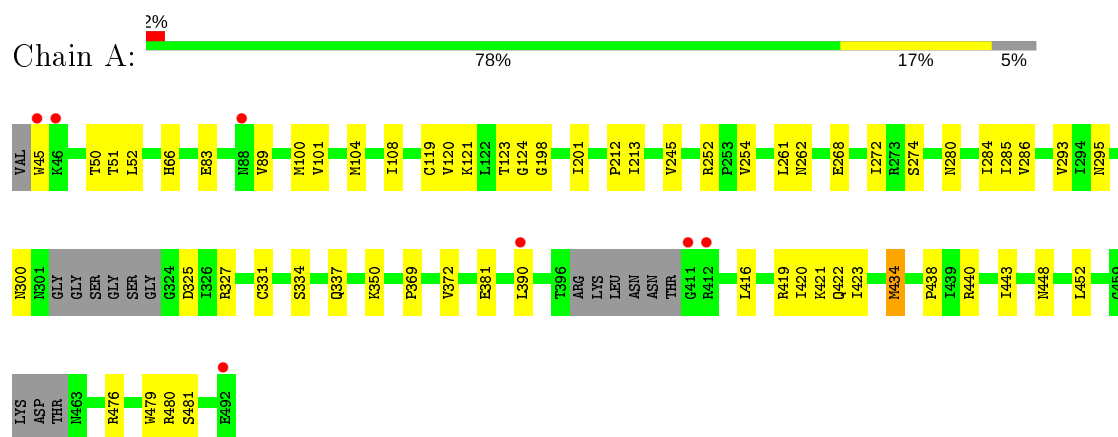 2%
Chain A:
78% 17% 5%
VAL W45 K46 T50 T51 L52 H66 E83 N88 V89 M100 V101 M104 I108 C119 V120 K121 L122 T123 G124 G198 I201 P212 I213 V245 R252 P253 V254 L261 N262 E268 I272 R273 S274 N280 I284 I285 V286 V293 I294 N295
N300 N301 GLY GLY SER GLY SER GLY G324 D325 I326 R327 C331 S334 Q337 K350 P369 V372 E381 L390 T396 ARG LYS LEU ASN ASN THR G411 R412 L416 R419 I420 K421 Q422 I423 M434 P438 I439 R440 I443 N448 L452
LYS ASP THR N463 R476 W479 R480 S481 E492